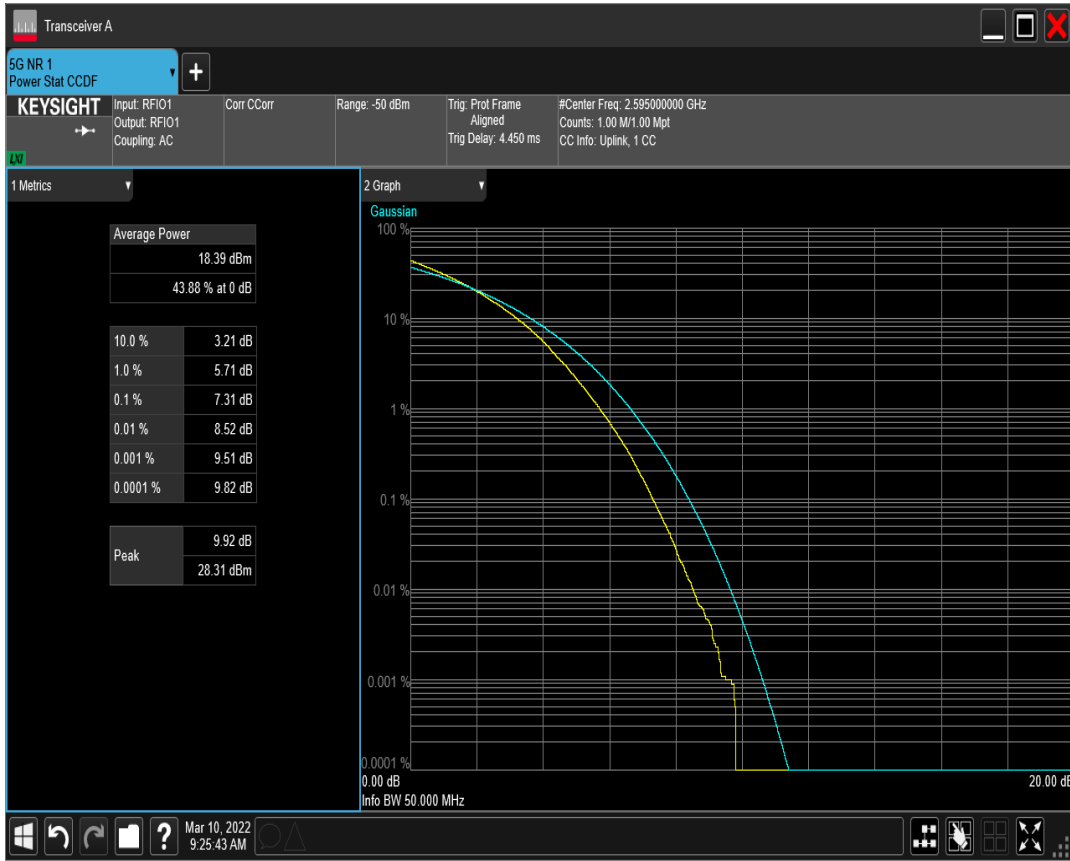 Transceiver A
5G NR 1
Power Stat CCDF
+
KEYSIGHT
LXI
Input: RFIO1
Output: RFIO1
Coupling: AC
Corr CCorr
Range: -50 dBm
Trig: Prot Frame
Aligned
Trig Delay: 4.450 ms
#Center Freq: 2.595000000 GHz
Counts: 1.00 M/1.00 Mpt
CC Info: Uplink, 1 CC
1 Metrics
Average Power
18.39 dBm
43.88 % at 0 dB
10.0 % 3.21 dB
1.0 % 5.71 dB
0.1 % 7.31 dB
0.01 % 8.52 dB
0.001 % 9.51 dB
0.0001 % 9.82 dB
Peak
9.92 dB
28.31 dBm
2 Graph
Gaussian
100 %
10 %
1 %
0.1 %
0.01 %
0.001 %
0.0001 %
0.00 dB 20.00 dB
Info BW 50.000 MHz
?
Mar 10, 2022
9:25:43 AM